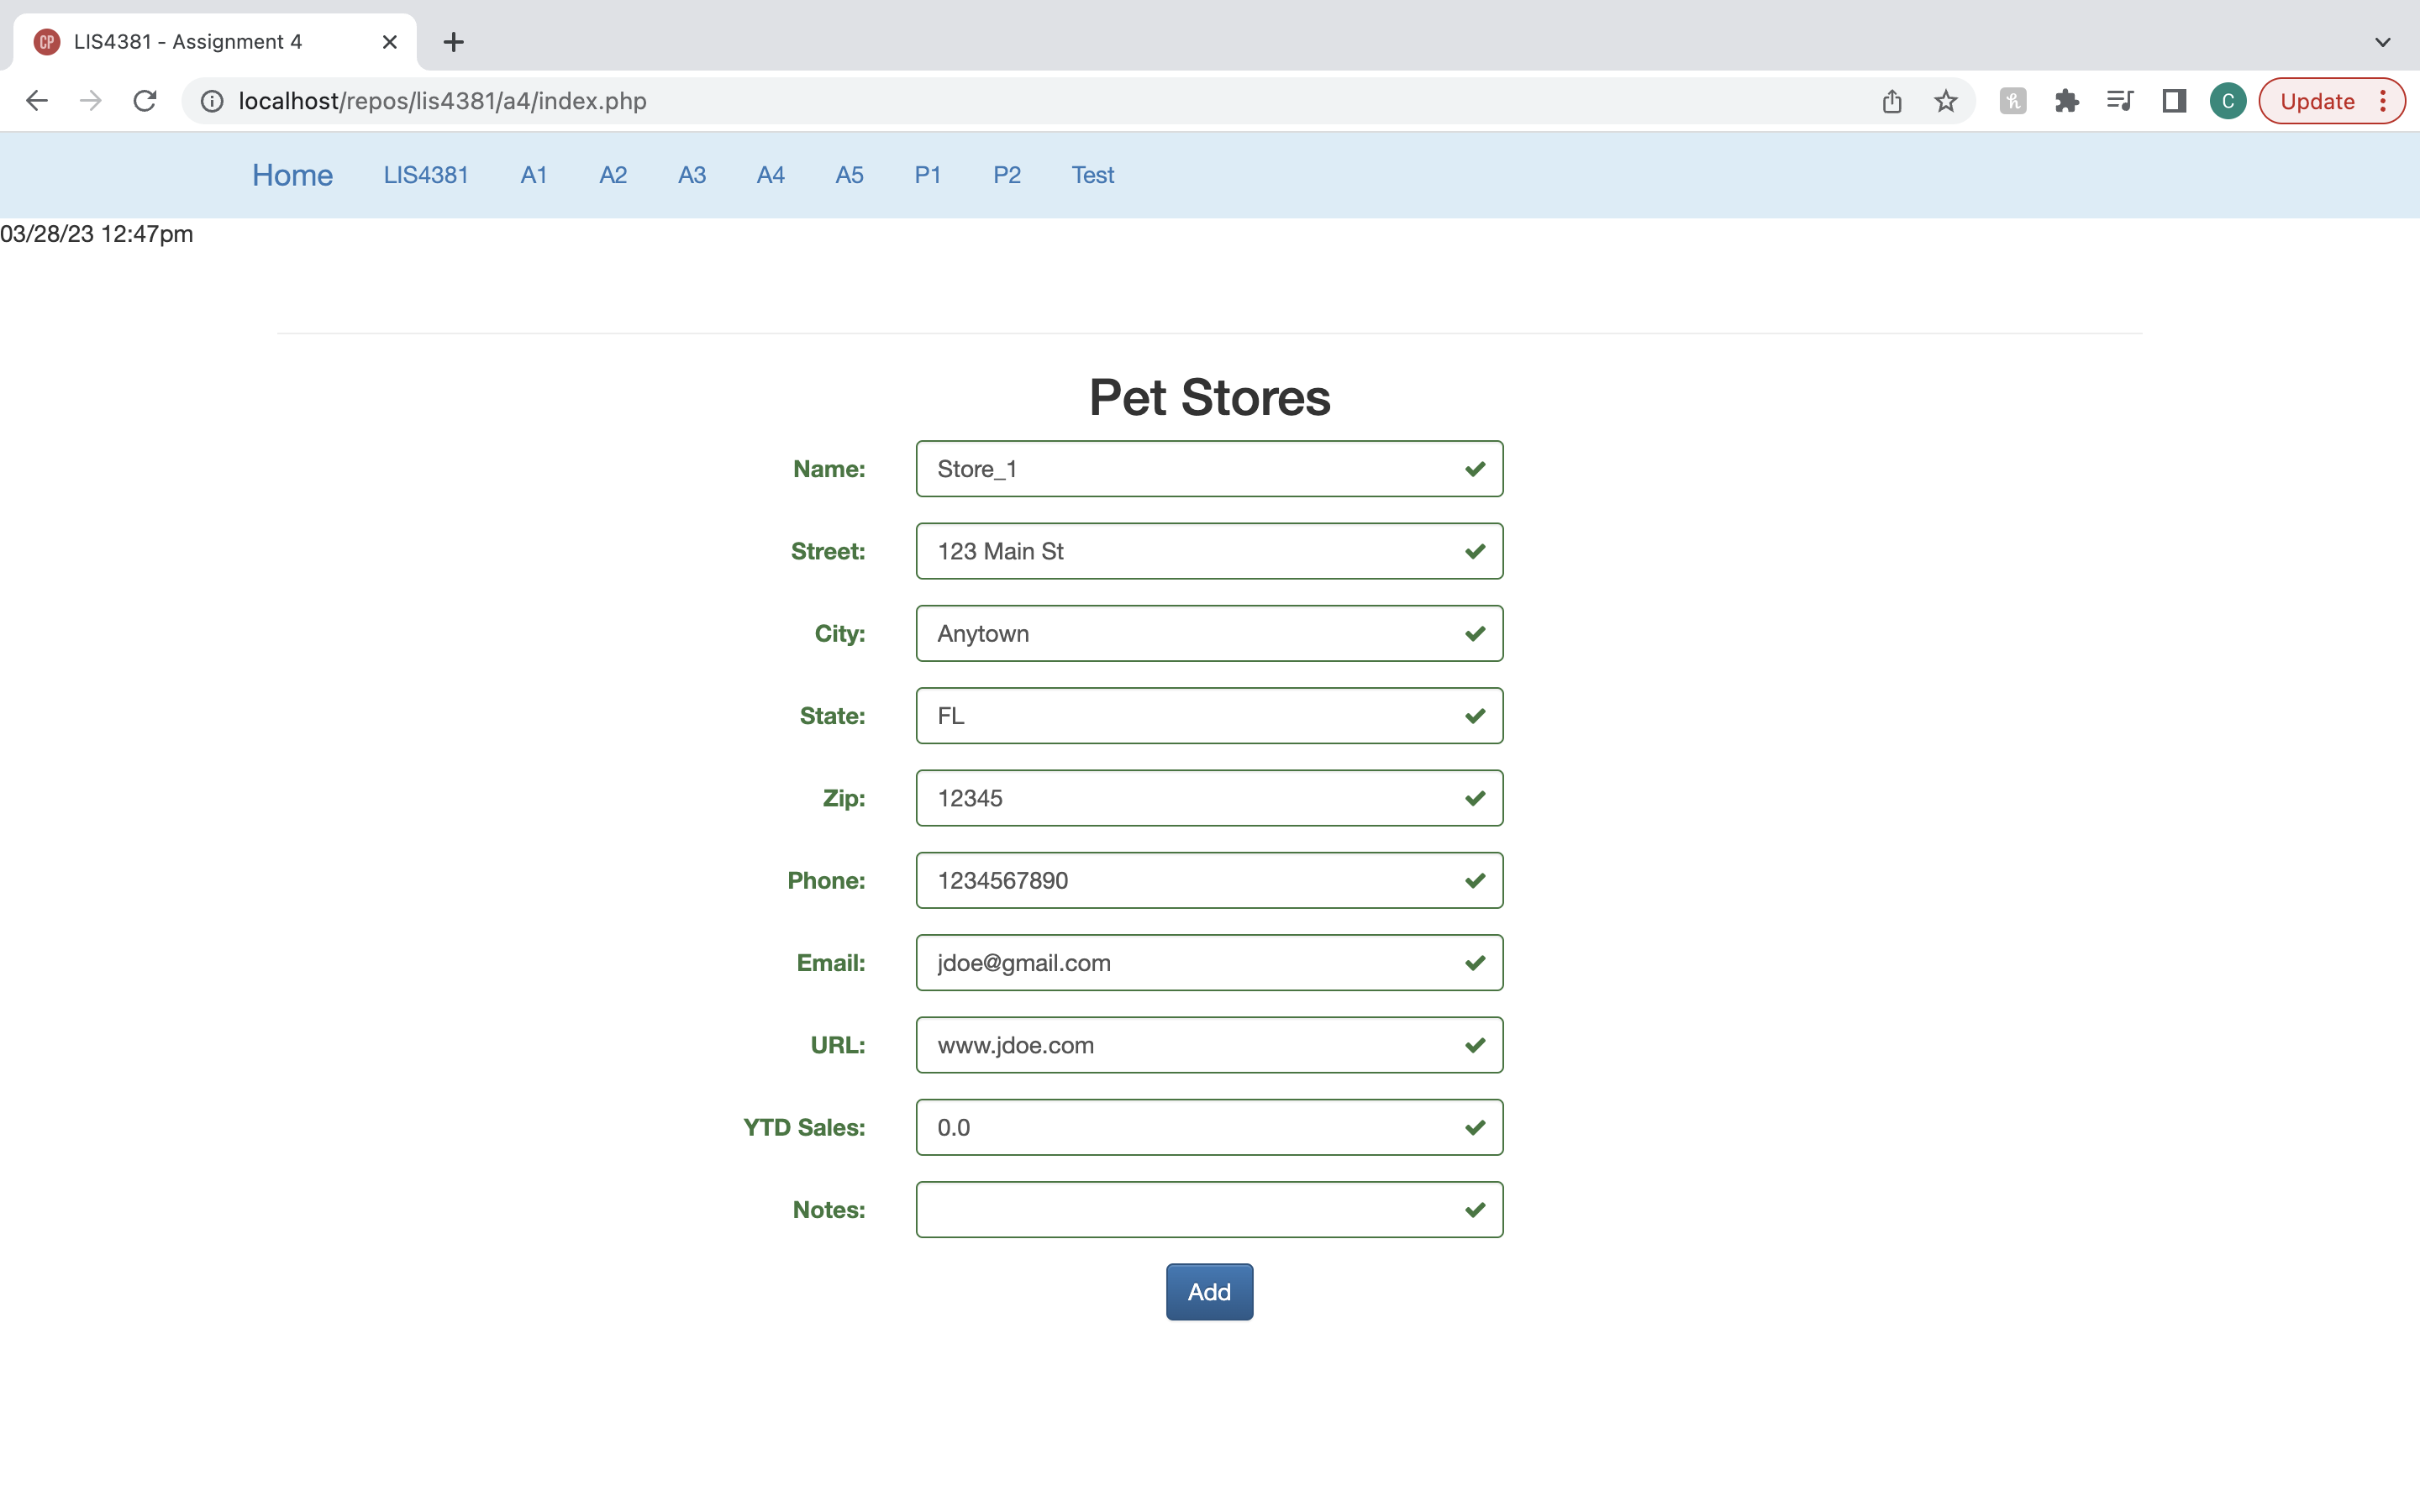 CP LIS4381 - Assignment 4
localhost/repos/lis4381/a4/index.php C Update
Home LIS4381 A1 A2 A3 A4 A5 P1 P2 Test
03/28/23 12:47pm
Pet Stores
Name: Store_1
Street: 123 Main St
City: Anytown
State: FL
Zip: 12345
Phone: 1234567890
Email: jdoe@gmail.com
URL: www.jdoe.com
YTD Sales: 0.0
Notes:
Add